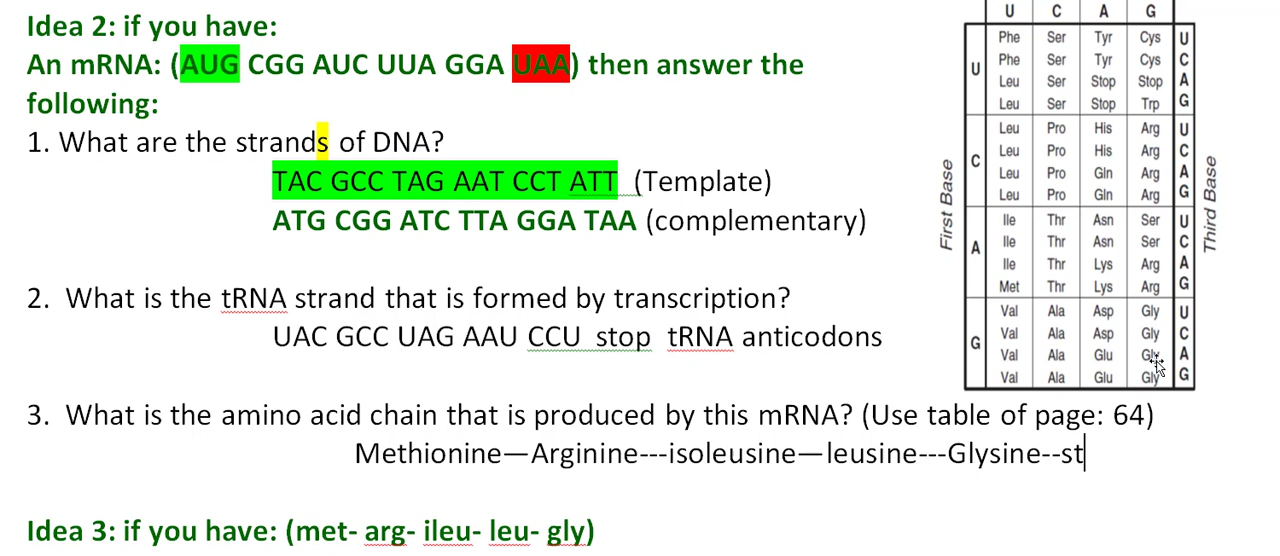 Idea 2: if you have:
An mRNA: (AUG CGG AUC UUA GGA UAA) then answer the
following:
1. What are the strands of DNA?
TAC GCC TAG AAT CCT ATT (Template)
ATG CGG ATC TTA GGA TAA (complementary)
2. What is the tRNA strand that is formed by transcription?
UAC GCC UAG AAU CCU stop tRNA anticodons
3. What is the amino acid chain that is produced by this mRNA? (Use table of page: 64)
Methionine—Arginine---isoleusine—leusine---Glysine--st
Idea 3: if you have: (met- arg- ileu- leu- gly)
U C A G
Phe Ser Tyr Cys U
Phe Ser Tyr Cys C
U
Leu Ser Stop Stop A
Leu Ser Stop Trp G
Leu Pro His Arg U
Leu Pro His Arg C
C
Leu Pro Gln Arg A
Leu Pro Gln Arg G
Ile Thr Asn Ser U
Ile Thr Asn Ser C
A
Ile Thr Lys Arg A
Met Thr Lys Arg G
Val Ala Asp Gly U
Val Ala Asp Gly C
G
Val Ala Glu Gly A
Val Ala Glu Gly G
First Base
Third Base